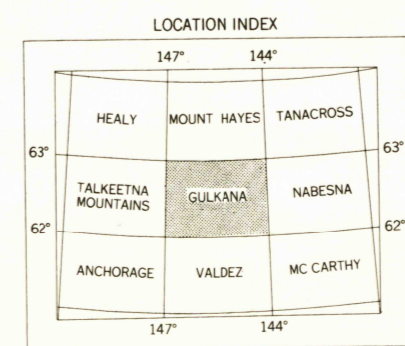 LOCATION INDEX
147° 144°
HEALY MOUNT HAYES TANACROSS
63° 63°
TALKEETNA
MOUNTAINS GULKANA NABESNA
62° 62°
ANCHORAGE VALDEZ MC CARTHY
147° 144°